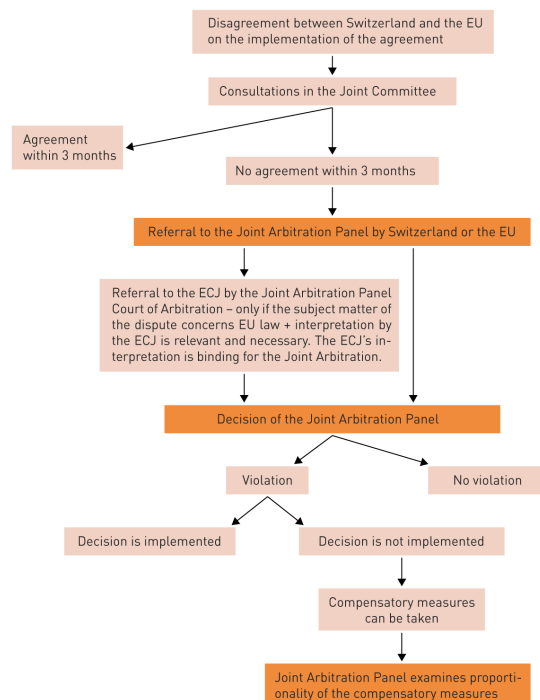 Disagreement between Switzerland and the EU
on the implementation of the agreement
Consultations in the Joint Committee
Agreement
within 3 months
No agreement within 3 months
Referral to the Joint Arbitration Panel by Switzerland or the EU
Referral to the ECJ by the Joint Arbitration Panel
Court of Arbitration – only if the subject matter of
the dispute concerns EU law + interpretation by
the ECJ is relevant and necessary. The ECJ’s in-
terpretation is binding for the Joint Arbitration.
Decision of the Joint Arbitration Panel
Violation
No violation
Decision is implemented
Decision is not implemented
Compensatory measures
can be taken
Joint Arbitration Panel examines proporti-
onality of the compensatory measures